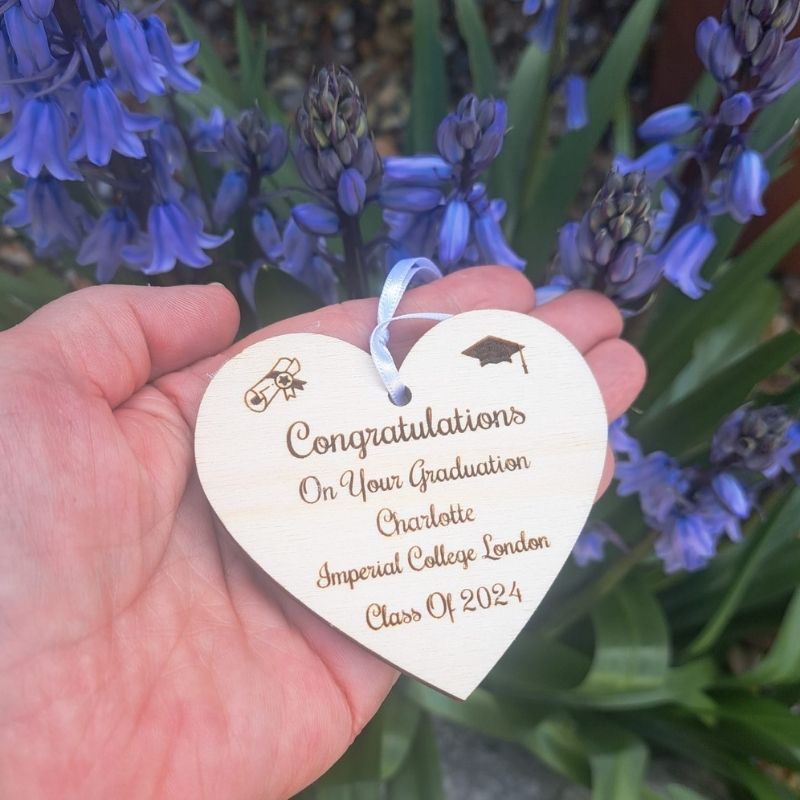 Congratulations
On Your Graduation
Charlotte
Imperial College London
Class Of 2024